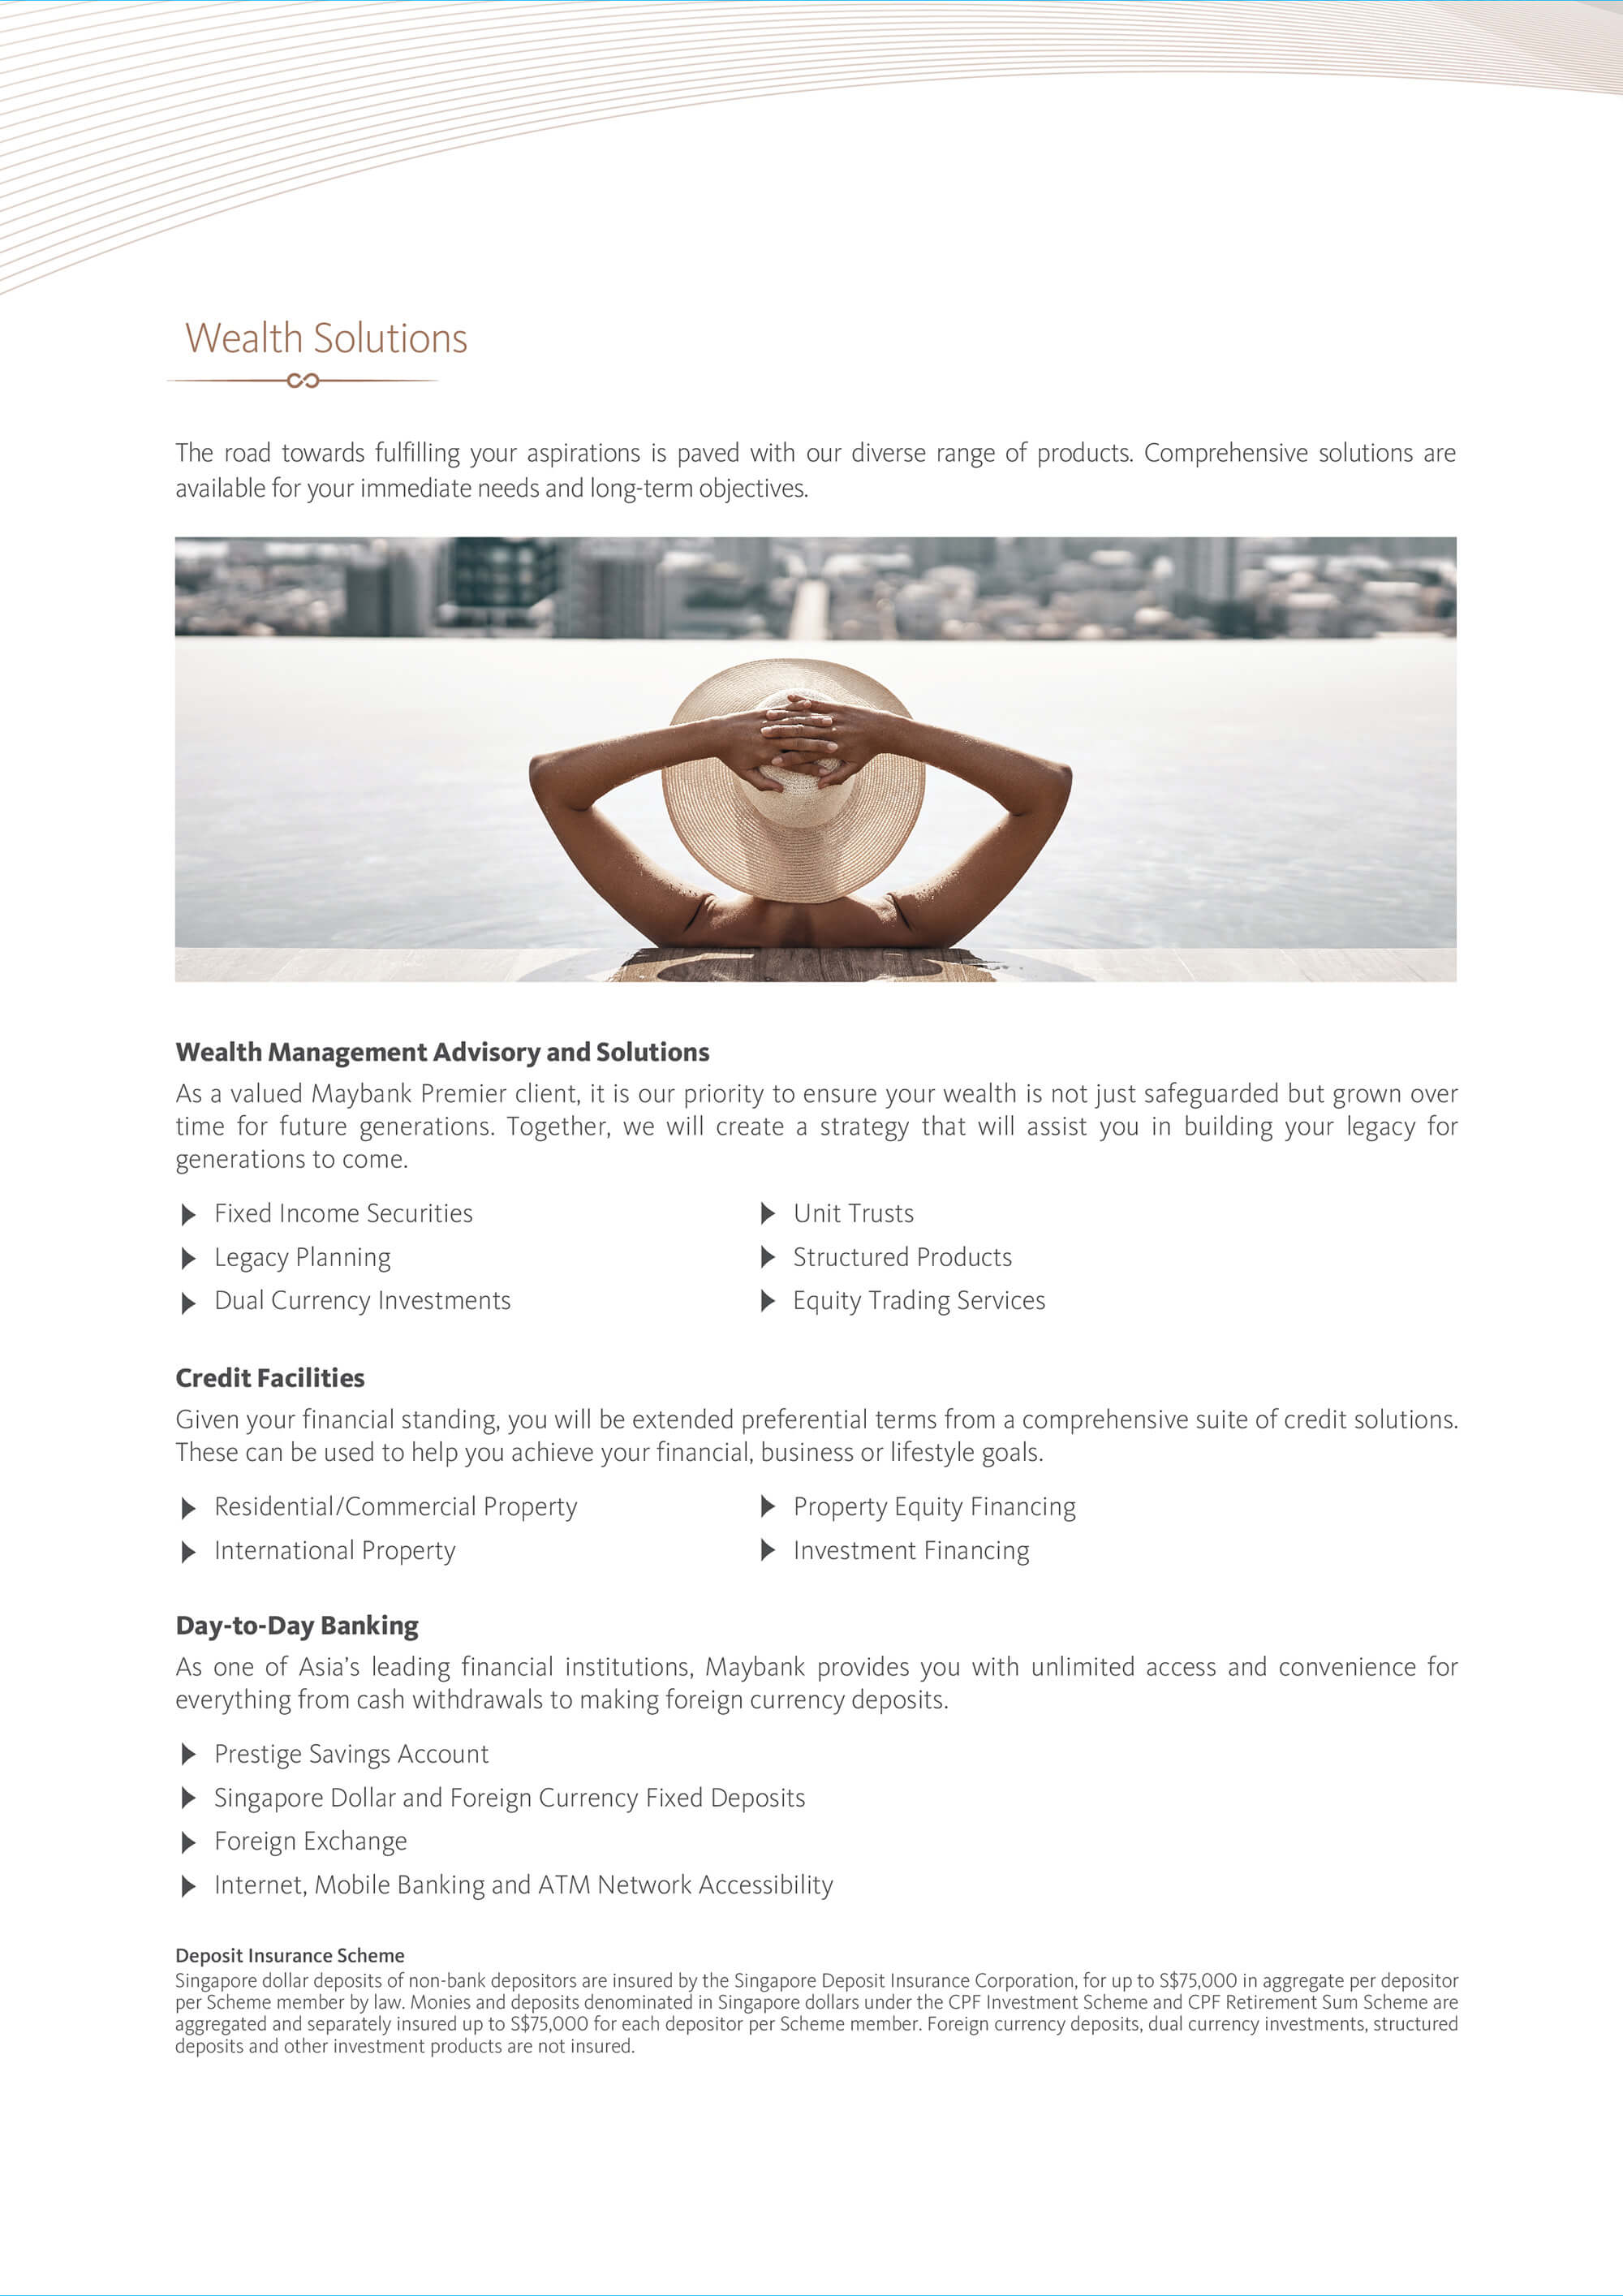 Wealth Solutions
The road towards fulfilling your aspirations is paved with our diverse range of products. Comprehensive solutions are
available for your immediate needs and long-term objectives.
Wealth Management Advisory and Solutions
As a valued Maybank Premier client, it is our priority to ensure your wealth is not just safeguarded but grown over
time for future generations. Together, we will create a strategy that will assist you in building your legacy for
generations to come.
Fixed Income Securities
Legacy Planning
Dual Currency Investments
Unit Trusts
Structured Products
Equity Trading Services
Credit Facilities
Given your financial standing, you will be extended preferential terms from a comprehensive suite of credit solutions.
These can be used to help you achieve your financial, business or lifestyle goals.
Residential/Commercial Property
International Property
Property Equity Financing
Investment Financing
Day-to-Day Banking
As one of Asia's leading financial institutions, Maybank provides you with unlimited access and convenience for
everything from cash withdrawals to making foreign currency deposits.
Prestige Savings Account
Singapore Dollar and Foreign Currency Fixed Deposits
Foreign Exchange
Internet, Mobile Banking and ATM Network Accessibility
Deposit Insurance Scheme
Singapore dollar deposits of non-bank depositors are insured by the Singapore Deposit Insurance Corporation, for up to S$75,000 in aggregate per depositor
per Scheme member by law. Monies and deposits denominated in Singapore dollars under the CPF Investment Scheme and CPF Retirement Sum Scheme are
aggregated and separately insured up to S$75,000 for each depositor per Scheme member. Foreign currency deposits, dual currency investments, structured
deposits and other investment products are not insured.